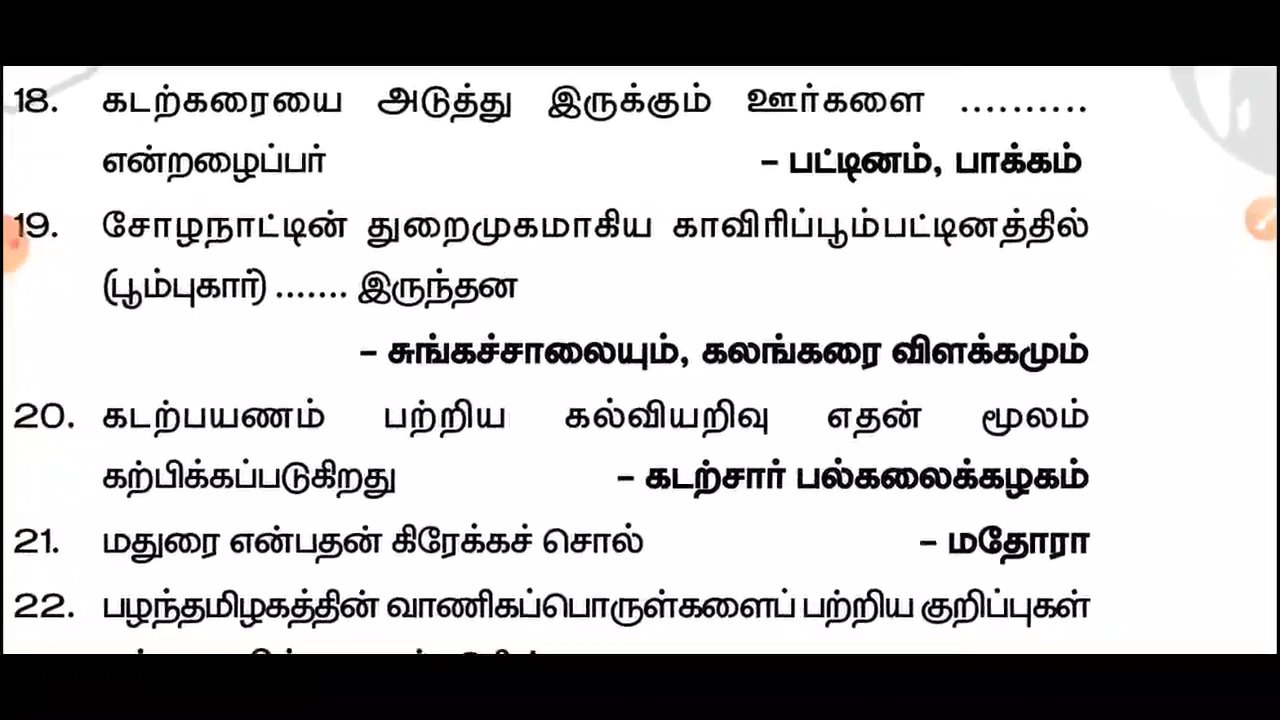 18. கடற்கரையை அடுத்து இருக்கும் ஊர்களை ..........
என்றழைப்பர் – பட்டினம், பாக்கம்
19. சோழநாட்டின் துறைமுகமாகிய காவிரிப்பூம்பட்டினத்தில்
(பூம்புகார்) ....... இருந்தன
– சுங்கச்சாலையும், கலங்கரை விளக்கமும்
20. கடற்பயணம் பற்றிய கல்வியறிவு எதன் மூலம்
கற்பிக்கப்படுகிறது – கடற்சார் பல்கலைக்கழகம்
21. மதுரை என்பதன் கிரேக்கச் சொல் – மதோரா
22. பழந்தமிழகத்தின் வாணிகப்பொருள்களைப் பற்றிய குறிப்புகள்